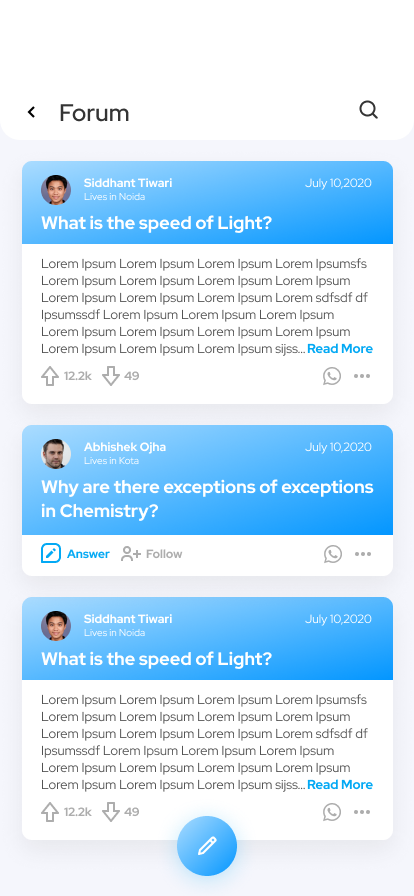 Forum
Siddhant Tiwari
July 10,2020
Lives in Noida
What is the speed of Light?
Lorem Ipsum Lorem Ipsum Lorem Ipsum Lorem Ipsumsfs
Lorem Ipsum Lorem Ipsum Lorem Ipsum Lorem Ipsum
Lorem Ipsum Lorem Ipsum Lorem Ipsum Lorem sdfsdf df
Ipsumssdf Lorem Ipsum Lorem Ipsum Lorem Ipsum
Lorem Ipsum Lorem Ipsum Lorem Ipsum Lorem Ipsum
Lorem Ipsum Lorem Ipsum Lorem Ipsum sijss... Read More
12.2k 49
Abhishek Ojha
July 10,2020
Lives in Kota
Why are there exceptions of exceptions
in Chemistry?
Answer Follow
Siddhant Tiwari
July 10,2020
Lives in Noida
What is the speed of Light?
Lorem Ipsum Lorem Ipsum Lorem Ipsum Lorem Ipsumsfs
Lorem Ipsum Lorem Ipsum Lorem Ipsum Lorem Ipsum
Lorem Ipsum Lorem Ipsum Lorem Ipsum Lorem sdfsdf df
Ipsumssdf Lorem Ipsum Lorem Ipsum Lorem Ipsum
Lorem Ipsum Lorem Ipsum Lorem Ipsum Lorem Ipsum
Lorem Ipsum Lorem Ipsum Lorem Ipsum sijss... Read More
12.2k 49